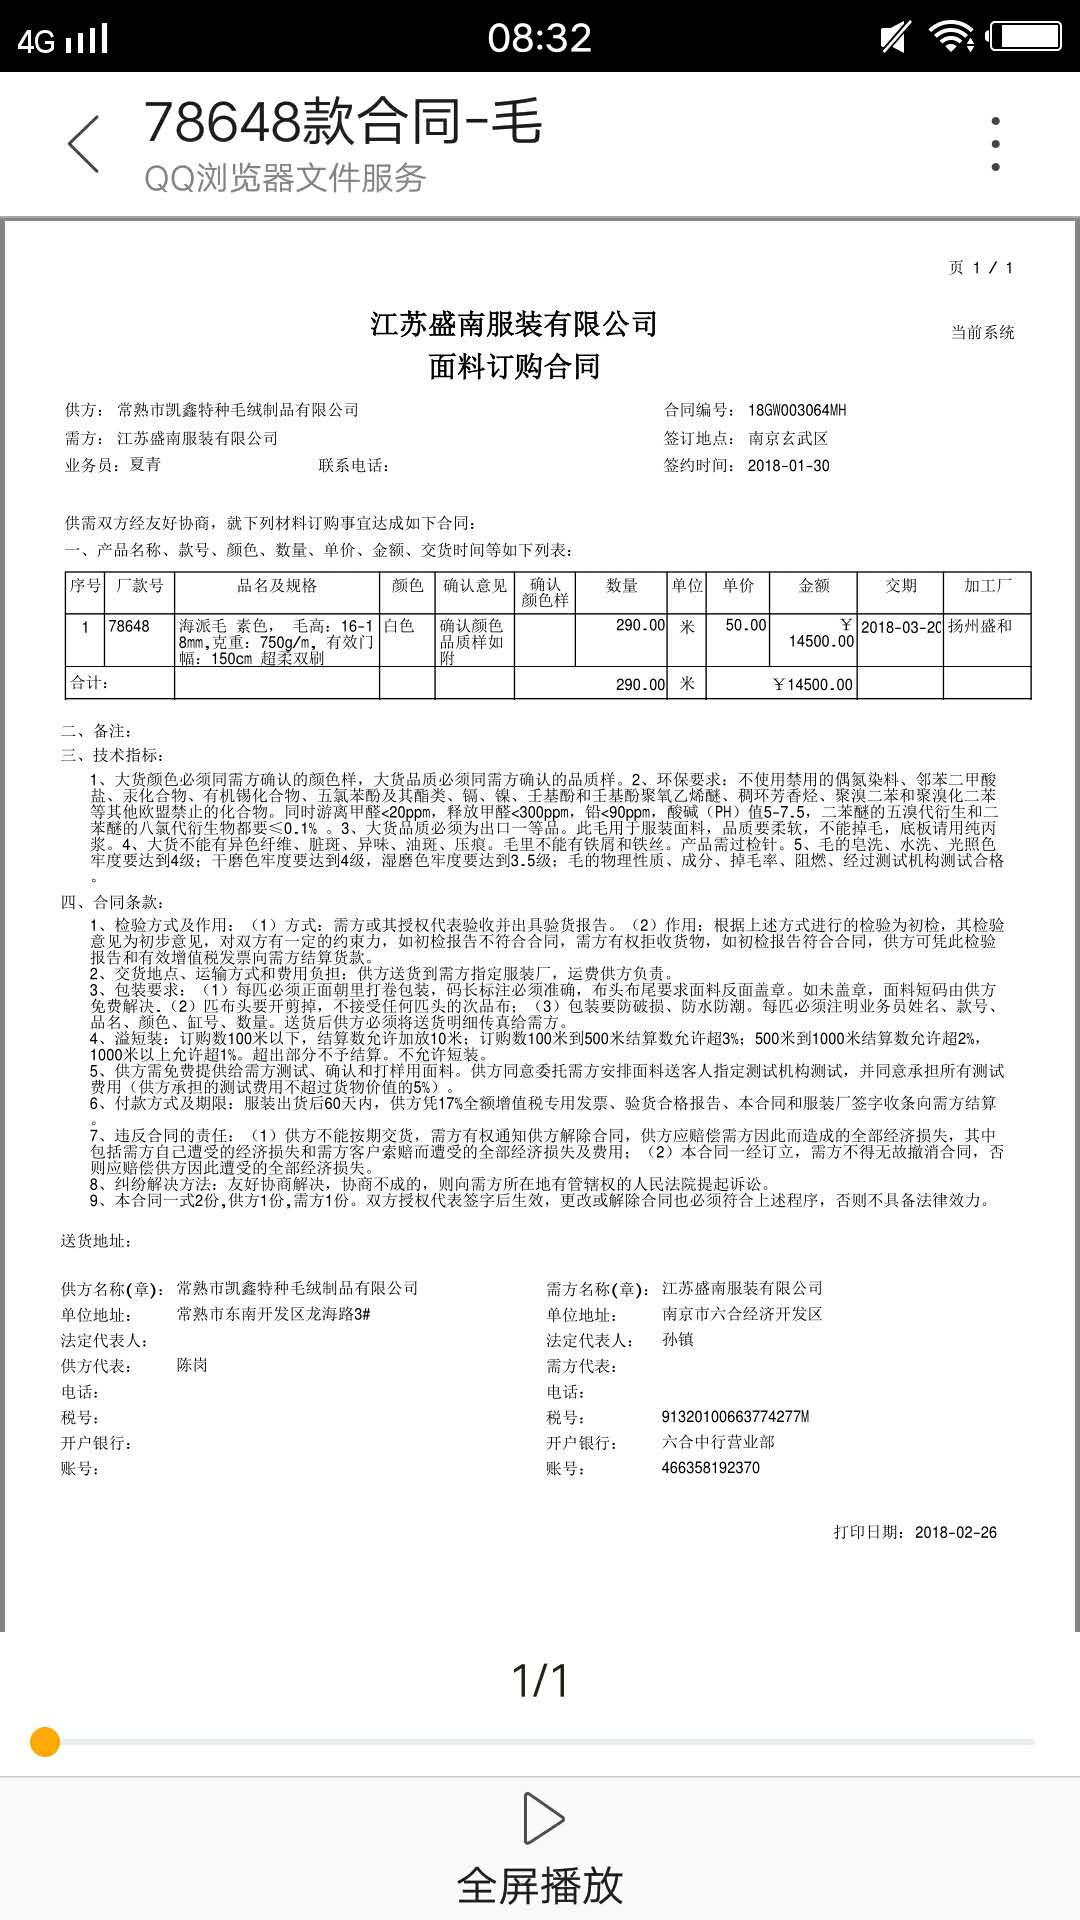 4G 08:32
78648款合同-毛
QQ浏览器文件服务
页 1 / 1
江苏盛南服装有限公司
当前系统
面料订购合同
供方： 常熟市凯鑫特种毛绒制品有限公司 合同编号： 18GW003064MH
需方： 江苏盛南服装有限公司 签订地点： 南京玄武区
业务员：夏青 联系电话： 签约时间： 2018-01-30
供需双方经友好协商，就下列材料订购事宜达成如下合同：
一、产品名称、款号、颜色、数量、单价、金额、交货时间等如下列表：
序号 厂款号 品名及规格 颜色 确认意见 确认 数量 单位 单价 金额 交期 加工厂
颜色样
1 78648 海派毛 素色， 毛高：16-1 白色 确认颜色 290.00 米 50.00 ￥ 2018-03-20 扬州盛和
8mm,克重：750g/m，有效门 品质样如 14500.00
幅：150cm 超柔双刷 附
合计： 290.00 米 ￥14500.00
二、备注：
三、技术指标：
1、大货颜色必须同需方确认的颜色样，大货品质必须同需方确认的品质样。2、环保要求：不使用禁用的偶氮染料、邻苯二甲酸
盐、汞化合物、有机锡化合物、五氯苯酚及其酯类、镉、镍、壬基酚和壬基酚聚氧乙烯醚、稠环芳香烃、聚溴二苯和聚溴化二苯
等其他欧盟禁止的化合物。同时游离甲醛<20ppm，释放甲醛<300ppm，铅<90ppm，酸碱（PH）值5-7.5，二苯醚的五溴代衍生和二
苯醚的八氯代衍生物都要≤0.1% 。3、大货品质必须为出口一等品。此毛用于服装面料，品质要柔软，不能掉毛，底板请用纯丙
浆。4、大货不能有异色纤维、脏斑、异味、油斑、压痕。毛里不能有铁屑和铁丝。产品需过检针。5、毛的皂洗、水洗、光照色
牢度要达到4级；干磨色牢度要达到4级，湿磨色牢度要达到3.5级；毛的物理性质、成分、掉毛率、阻燃、经过测试机构测试合格
。
四、合同条款：
1、检验方式及作用：（1）方式：需方或其授权代表验收并出具验货报告。（2）作用：根据上述方式进行的检验为初检，其检验
意见为初步意见，对双方有一定的约束力，如初检报告不符合合同，需方有权拒收货物，如初检报告符合合同，供方可凭此检验
报告和有效增值税发票向需方结算货款。
2、交货地点、运输方式和费用负担：供方送货到需方指定服装厂，运费供方负责。
3、包装要求：（1）每匹必须正面朝里打卷包装，码长标注必须准确，布头布尾要求面料反面盖章。如未盖章，面料短码由供方
免费解决.（2）匹布头要开剪掉，不接受任何匹头的次品布；（3）包装要防破损、防水防潮。每匹必须注明业务员姓名、款号、
品名、颜色、缸号、数量。送货后供方必须将送货明细传真给需方。
4、溢短装：订购数100米以下，结算数允许加放10米；订购数100米到500米结算数允许超3%；500米到1000米结算数允许超2%，
1000米以上允许超1%。超出部分不予结算。不允许短装。
5、供方需免费提供给需方测试、确认和打样用面料。供方同意委托需方安排面料送客人指定测试机构测试，并同意承担所有测试
费用（供方承担的测试费用不超过货物价值的5%）。
6、付款方式及期限：服装出货后60天内，供方凭17%全额增值税专用发票、验货合格报告、本合同和服装厂签字收条向需方结算
。
7、违反合同的责任：（1）供方不能按期交货，需方有权通知供方解除合同，供方应赔偿需方因此而造成的全部经济损失，其中
包括需方自己遭受的经济损失和需方客户索赔而遭受的全部经济损失及费用；（2）本合同一经订立，需方不得无故撤消合同，否
则应赔偿供方因此遭受的全部经济损失。
8、纠纷解决方法：友好协商解决，协商不成的，则向需方所在地有管辖权的人民法院提起诉讼。
9、本合同一式2份,供方1份,需方1份。双方授权代表签字后生效，更改或解除合同也必须符合上述程序，否则不具备法律效力。
送货地址：
供方名称(章)： 常熟市凯鑫特种毛绒制品有限公司 需方名称(章)： 江苏盛南服装有限公司
单位地址： 常熟市东南开发区龙海路3# 单位地址： 南京市六合经济开发区
法定代表人： 法定代表人： 孙镇
供方代表： 陈岗 需方代表：
电话： 电话：
税号： 税号： 91320100663774277M
开户银行： 开户银行： 六合中行营业部
账号： 账号： 466358192370
打印日期：2018-02-26
1/1
全屏播放